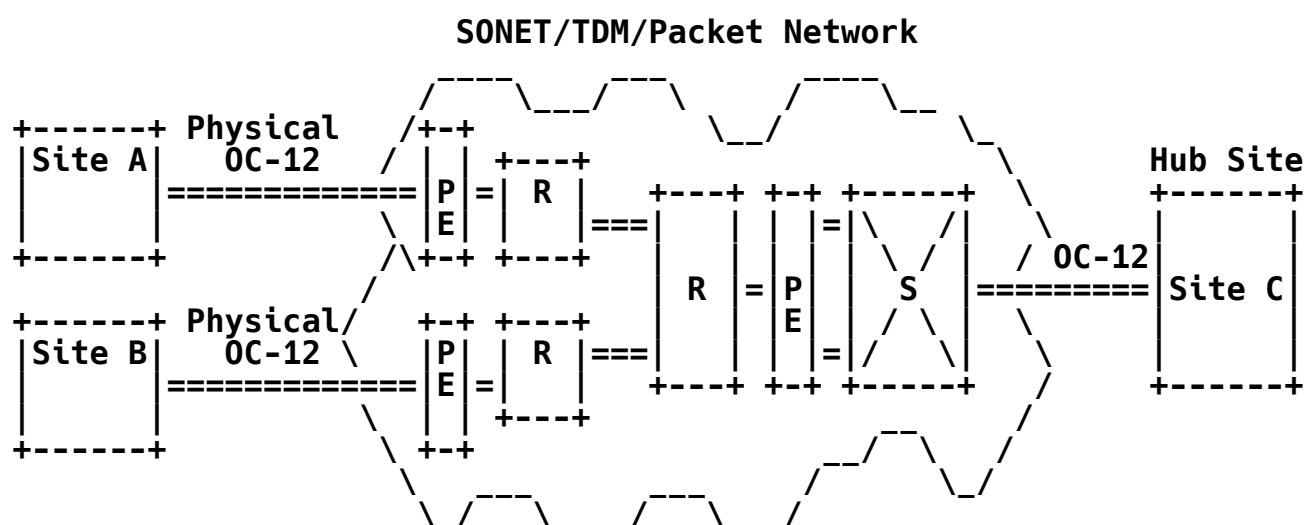 SONET/TDM/Packet Network
Physical
Site A OC-12 Hub Site
P R
E
OC-12
R P S Site C
Physical E
Site B OC-12 P R
E